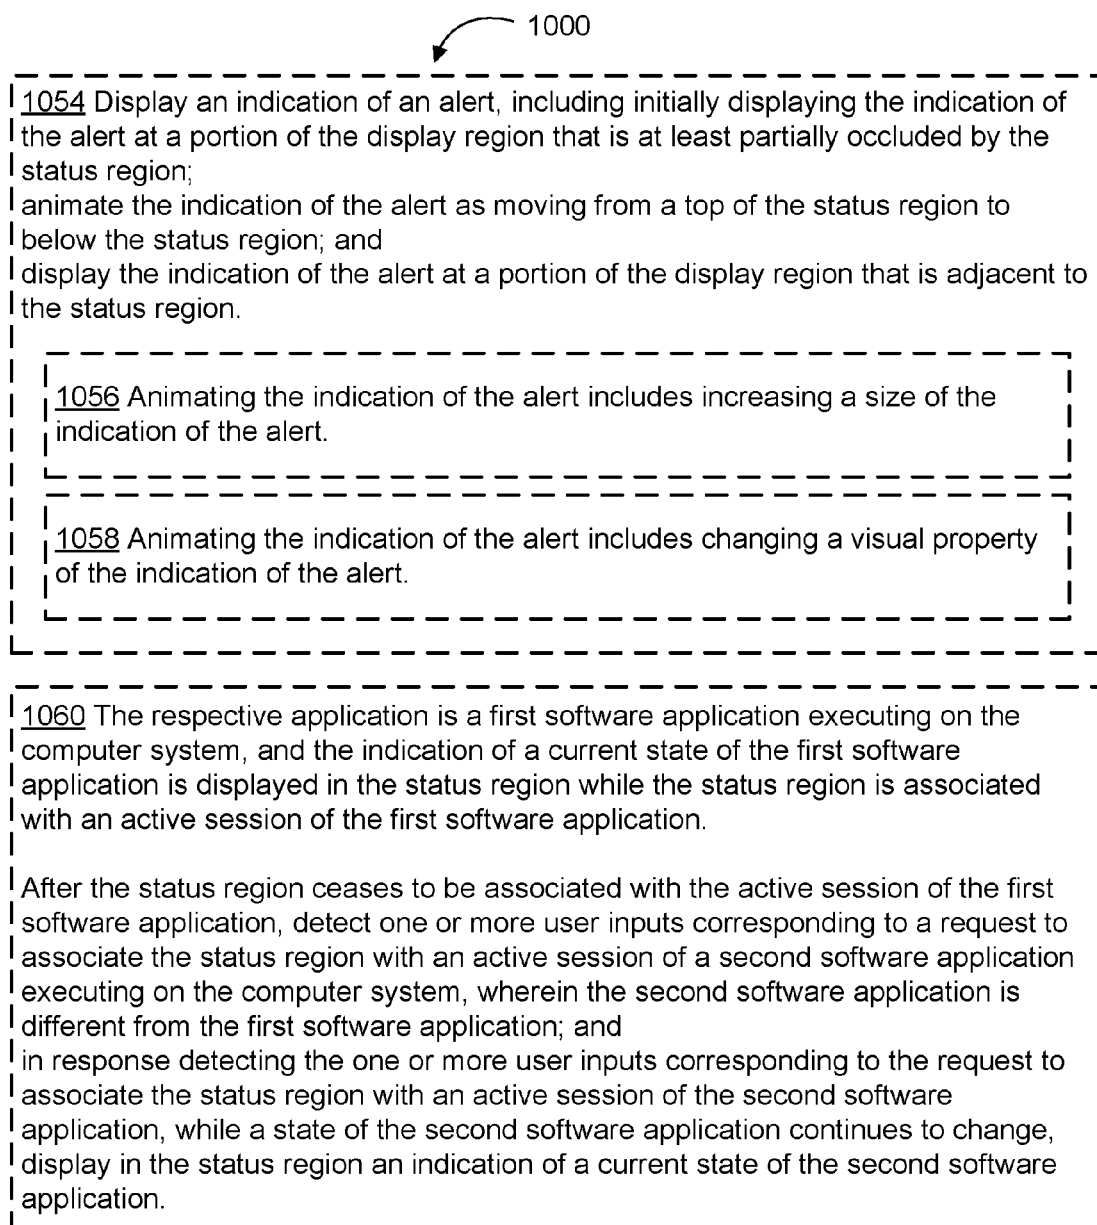 1000
1054 Display an indication of an alert, including initially displaying the indication of
the alert at a portion of the display region that is at least partially occluded by the
status region;
animate the indication of the alert as moving from a top of the status region to
below the status region; and
display the indication of the alert at a portion of the display region that is adjacent to
the status region.
1056 Animating the indication of the alert includes increasing a size of the
indication of the alert.
1058 Animating the indication of the alert includes changing a visual property
of the indication of the alert.
1060 The respective application is a first software application executing on the
computer system, and the indication of a current state of the first software
application is displayed in the status region while the status region is associated
with an active session of the first software application.
After the status region ceases to be associated with the active session of the first
software application, detect one or more user inputs corresponding to a request to
associate the status region with an active session of a second software application
executing on the computer system, wherein the second software application is
different from the first software application; and
in response detecting the one or more user inputs corresponding to the request to
associate the status region with an active session of the second software
application, while a state of the second software application continues to change,
display in the status region an indication of a current state of the second software
application.